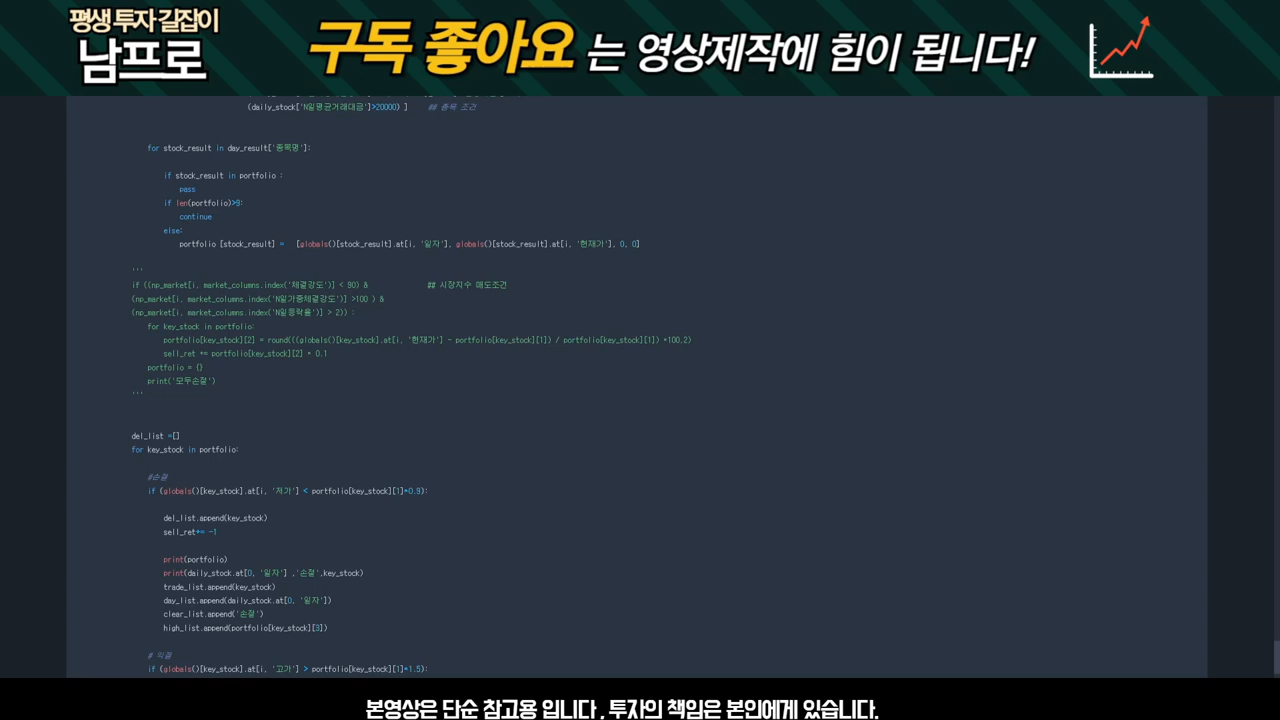 평생 투자 길잡이
남프로
구독 좋아요 는 영상제작에 힘이 됩니다!
(daily_stock['N일평균거래대금']>20000) ]    ## 종목 조건
for stock_result in day_result['종목명']:
if stock_result in portfolio :
pass
if len(portfolio)>9:
continue
else:
portfolio [stock_result] =   [globals()[stock_result].at[i, '일자'], globals()[stock_result].at[i, '현재가'], 0, 0]
'''
if ((np_market[i, market_columns.index('체결강도')] < 90) &    ## 시장지수 매도조건
(np_market[i, market_columns.index('N일가중체결강도')] >100 ) &
(np_market[i, market_columns.index('N일등락율')] > 2)) :
for key_stock in portfolio:
portfolio[key_stock][2] = round(((globals()[key_stock].at[i, '현재가'] - portfolio[key_stock][1]) / portfolio[key_stock][1]) *100,2)
sell_ret += portfolio[key_stock][2] * 0.1
portfolio = {}
print('모두손절')
'''
del_list =[]
for key_stock in portfolio:
#손절
if (globals()[key_stock].at[i, '저가'] < portfolio[key_stock][1]*0.9):
del_list.append(key_stock)
sell_ret+= -1
print(portfolio)
print(daily_stock.at[0, '일자'] ,'손절',key_stock)
trade_list.append(key_stock)
day_list.append(daily_stock.at[0, '일자'])
clear_list.append('손절')
high_list.append(portfolio[key_stock][3])
# 익절
if (globals()[key_stock].at[i, '고가'] > portfolio[key_stock][1]*1.5):
본영상은 단순 참고용 입니다 , 투자의 책임은 본인에게 있습니다.